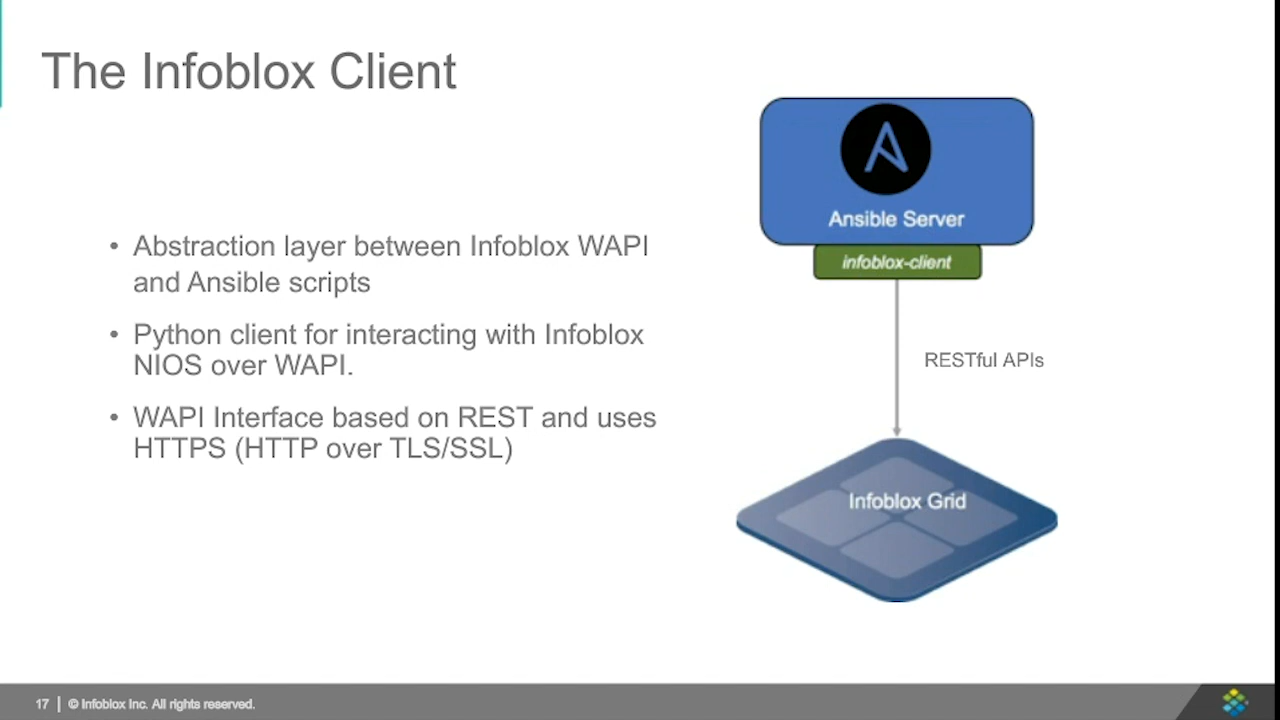 The Infoblox Client
• Abstraction layer between Infoblox WAPI
and Ansible scripts
• Python client for interacting with Infoblox
NIOS over WAPI.
• WAPI Interface based on REST and uses
HTTPS (HTTP over TLS/SSL)
Ansible Server
infoblox-client
RESTful APIs
Infoblox Grid
17 | © Infoblox Inc. All rights reserved.